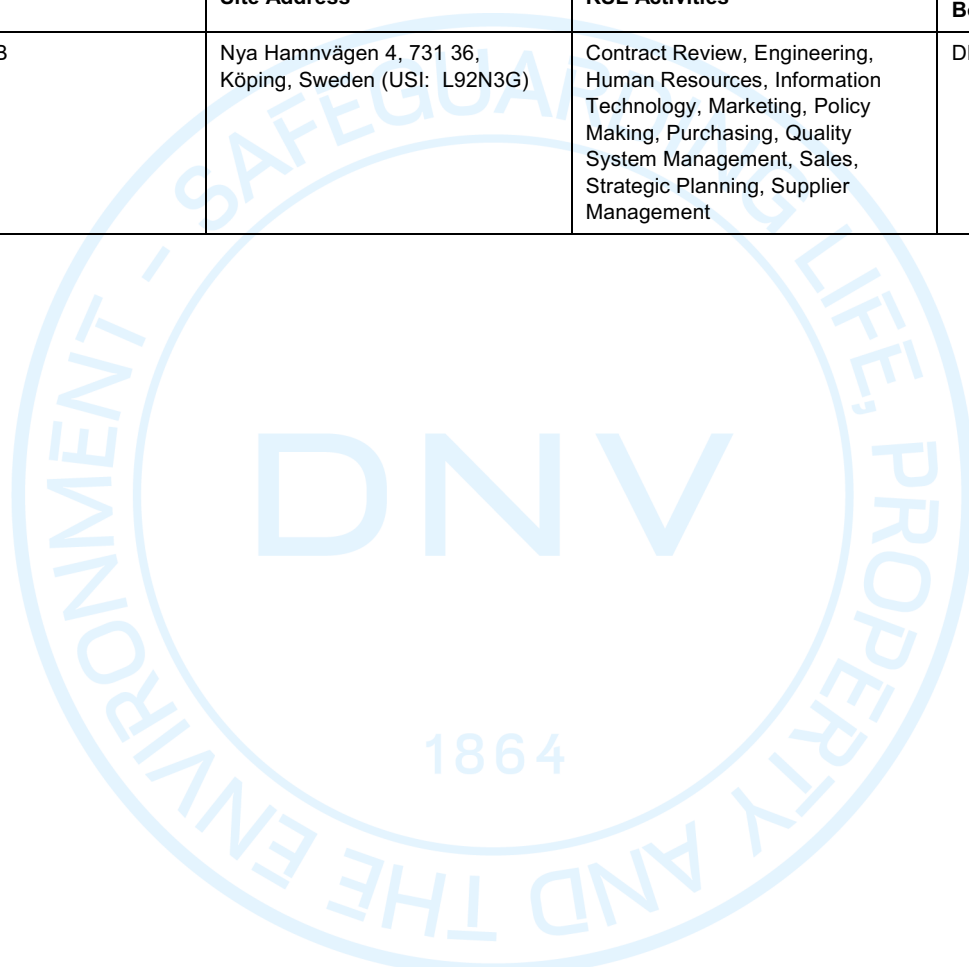 Site Address RSL Activities
B Nya Hamnvägen 4, 731 36, Contract Review, Engineering,
Köping, Sweden (USI: L92N3G) Human Resources, Information
Technology, Marketing, Policy
Making, Purchasing, Quality
System Management, Sales,
Strategic Planning, Supplier
Management
SAFEGUARDING LIFE, PROPERTY AND THE ENVIRONMENT -
DNV
1864